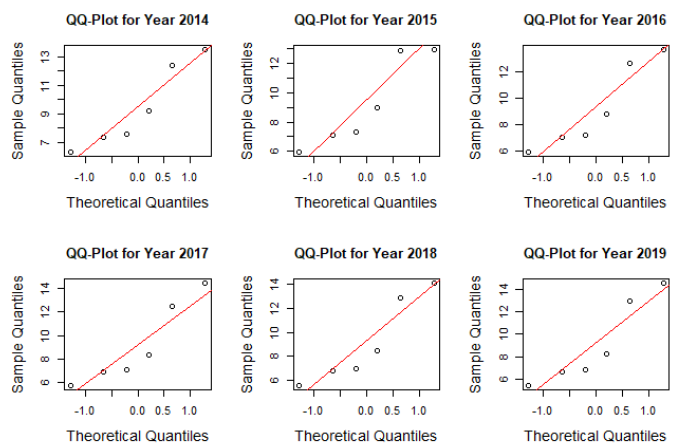 QQ-Plot for Year 2014
Sample Quantiles
7 9 11 13
-1.0 0.0 0.5 1.0
Theoretical Quantiles
QQ-Plot for Year 2015
Sample Quantiles
6 8 10 12
-1.0 0.0 0.5 1.0
Theoretical Quantiles
QQ-Plot for Year 2016
Sample Quantiles
6 8 10 12
-1.0 0.0 0.5 1.0
Theoretical Quantiles
QQ-Plot for Year 2017
Sample Quantiles
6 8 10 12 14
-1.0 0.0 0.5 1.0
Theoretical Quantiles
QQ-Plot for Year 2018
Sample Quantiles
6 8 10 12 14
-1.0 0.0 0.5 1.0
Theoretical Quantiles
QQ-Plot for Year 2019
Sample Quantiles
6 8 10 12 14
-1.0 0.0 0.5 1.0
Theoretical Quantiles